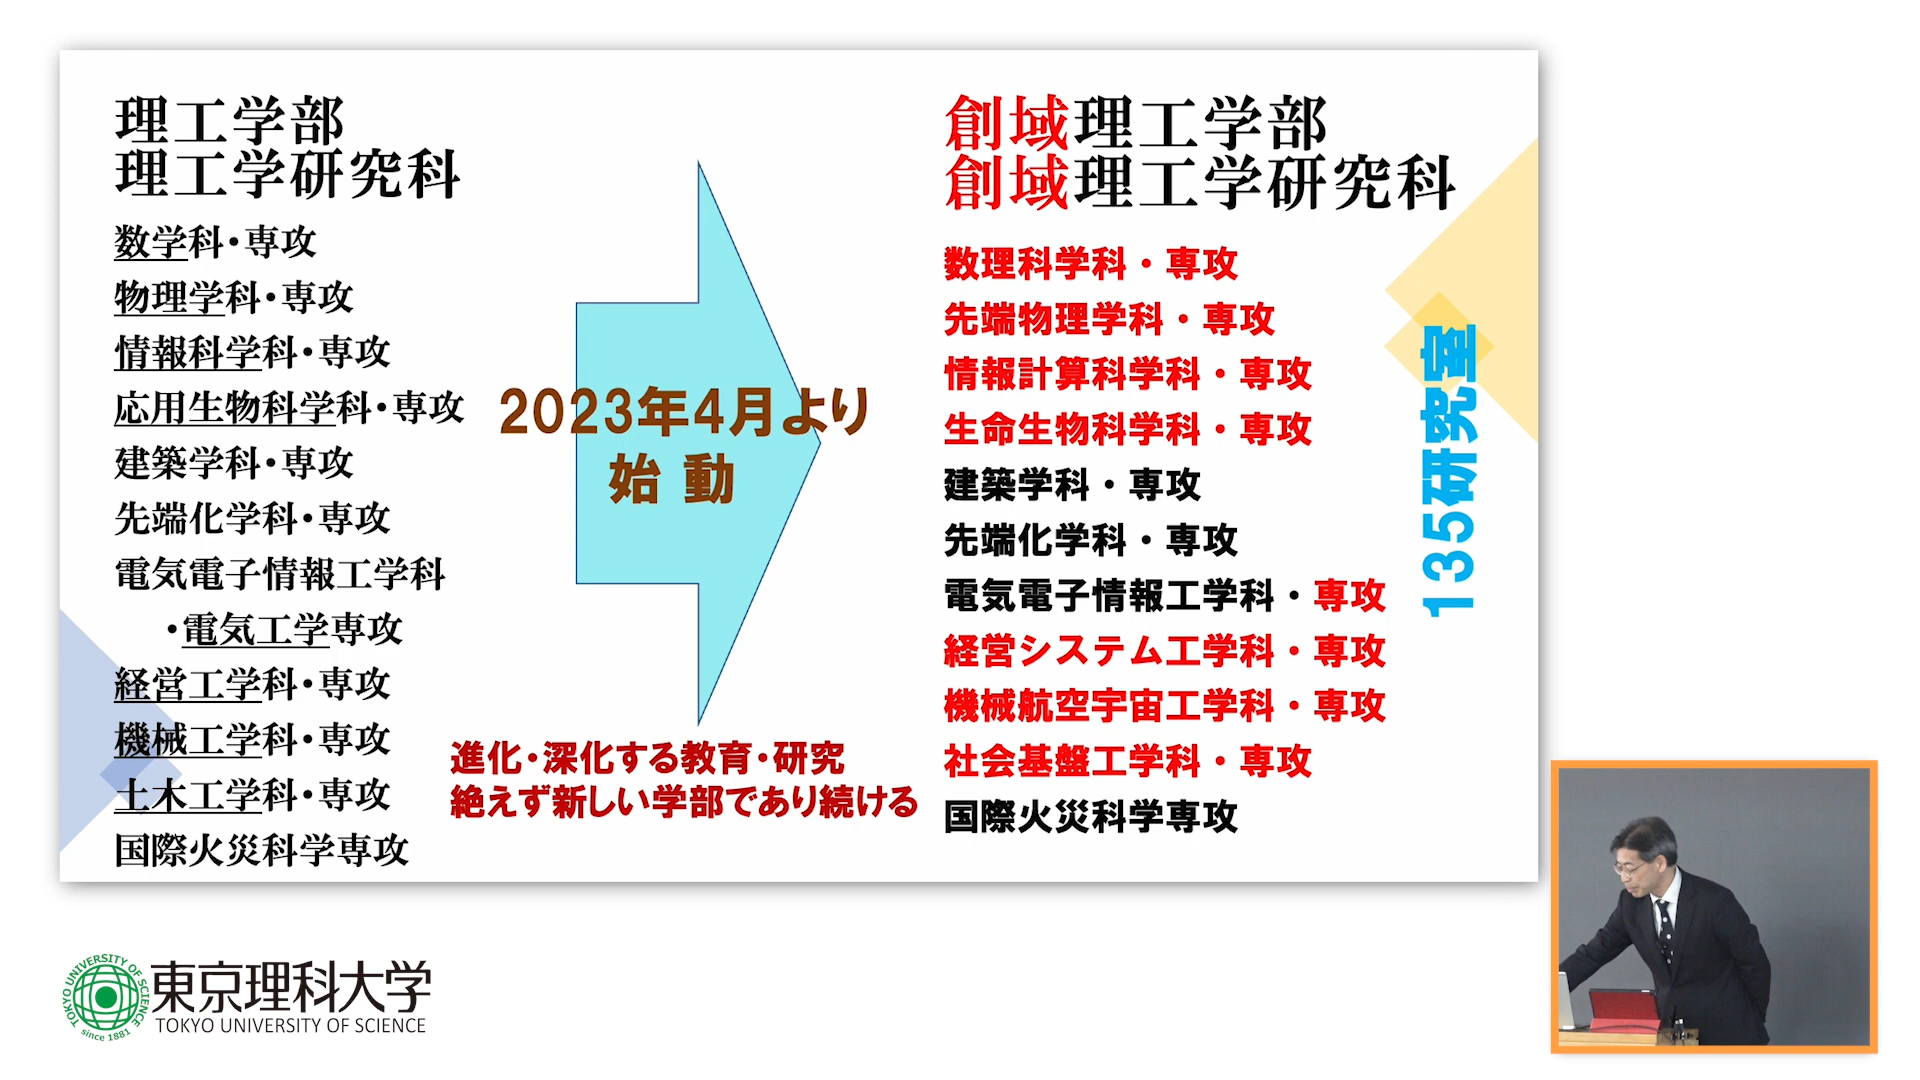 理工学部
理工学研究科
数学科・専攻
物理学科・専攻
情報科学科・専攻
応用生物科学科・専攻
建築学科・専攻
先端化学科・専攻
電気電子情報工学科
・電気工学専攻
経営工学科・専攻
機械工学科・専攻
土木工学科・専攻
国際火災科学専攻
2023年4月より
始 動
進化・深化する教育・研究
絶えず新しい学部であり続ける
創域理工学部
創域理工学研究科
数理科学科・専攻
先端物理学科・専攻
情報計算科学科・専攻
生命生物科学科・専攻
建築学科・専攻
先端化学科・専攻
電気電子情報工学科・専攻
経営システム工学科・専攻
機械航空宇宙工学科・専攻
社会基盤工学科・専攻
国際火災科学専攻
135研究室
TOKYO UNIVERSITY OF SCIENCE
since 1881
東京理科大学
TOKYO UNIVERSITY OF SCIENCE